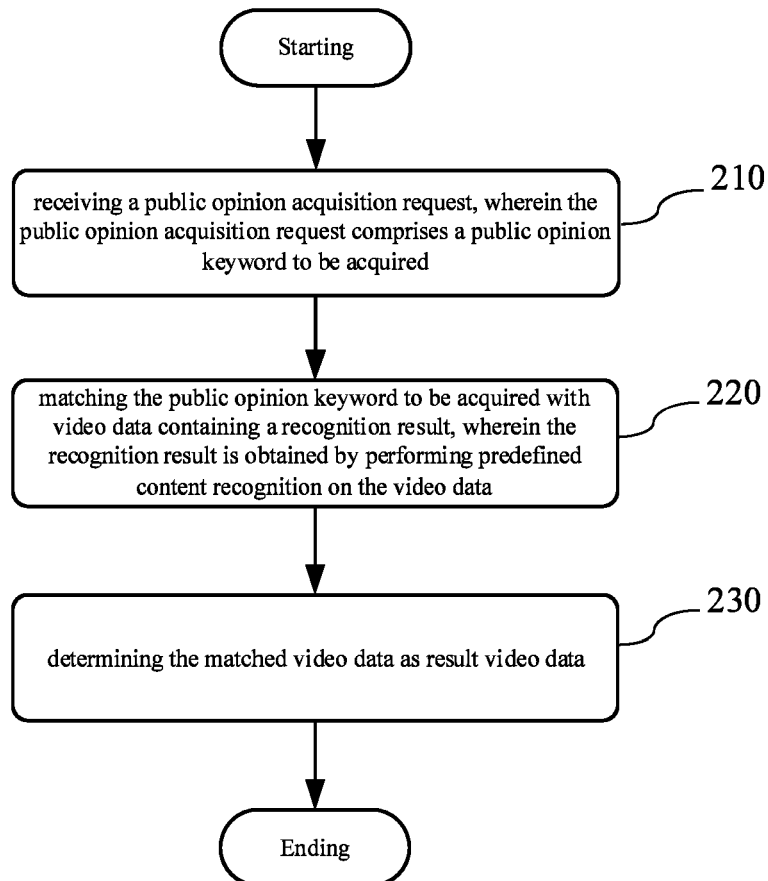 Starting
receiving a public opinion acquisition request, wherein the
public opinion acquisition request comprises a public opinion
keyword to be acquired
210
matching the public opinion keyword to be acquired with
video data containing a recognition result, wherein the
recognition result is obtained by performing predefined
content recognition on the video data
220
determining the matched video data as result video data
230
Ending